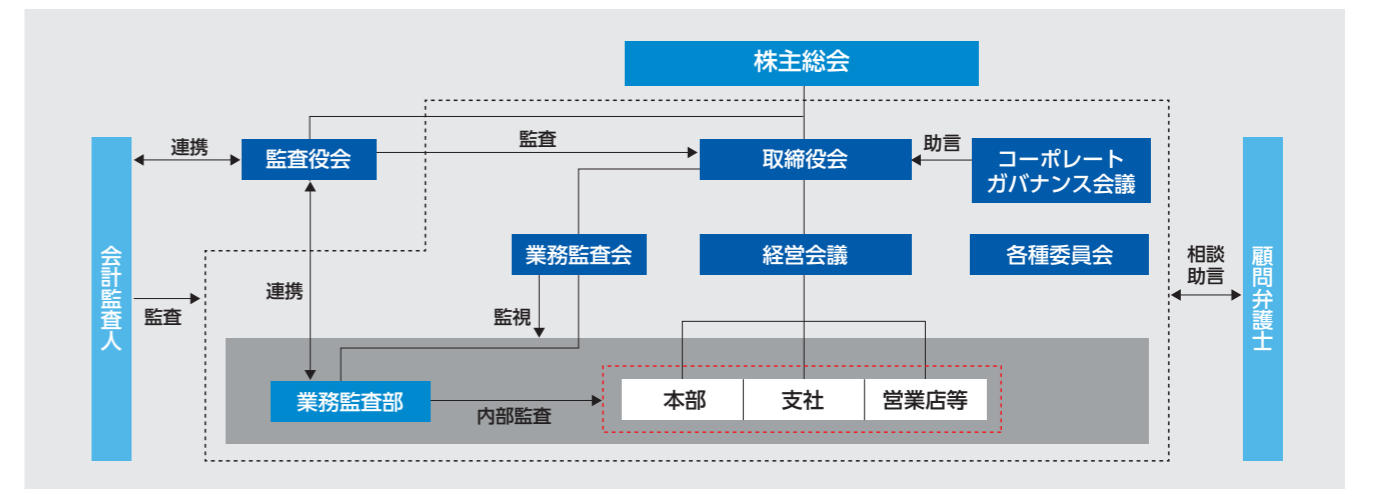 株主総会
連携
監査役会
監査
取締役会
助言
コーポレート
ガバナンス会議
会計監査人
監査
連携
業務監査会
監視
経営会議
各種委員会
相談
助言
顧問弁護士
業務監査部
内部監査
本部
支社
営業店等